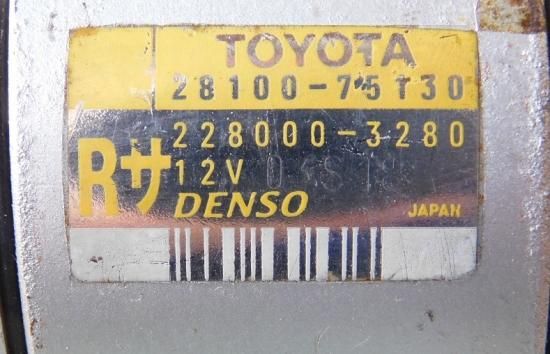 TOYOTA
28100-75130
228000-3280
Rサ 12V
DENSO
JAPAN